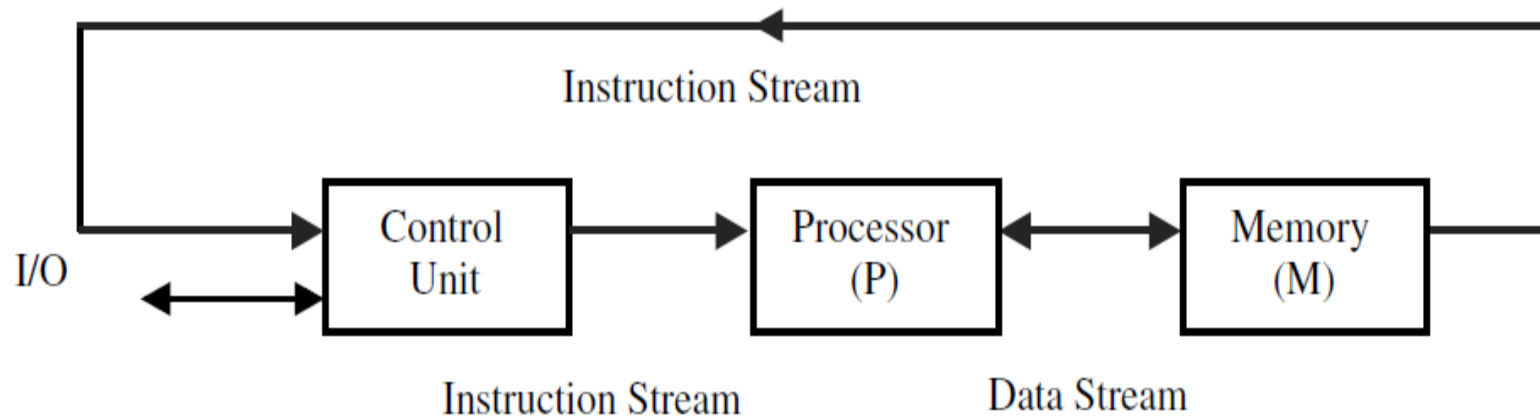 Instruction Stream
Control
Unit
Processor
(P)
Memory
(M)
I/O
Instruction Stream
Data Stream